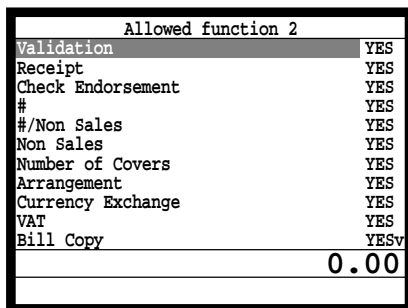 Allowed function 2
Validation YES
Receipt YES
Check Endorsement YES
# YES
#/Non Sales YES
Non Sales YES
Number of Covers YES
Arrangement YES
Currency Exchange YES
VAT YES
Bill Copy YESv
0.00